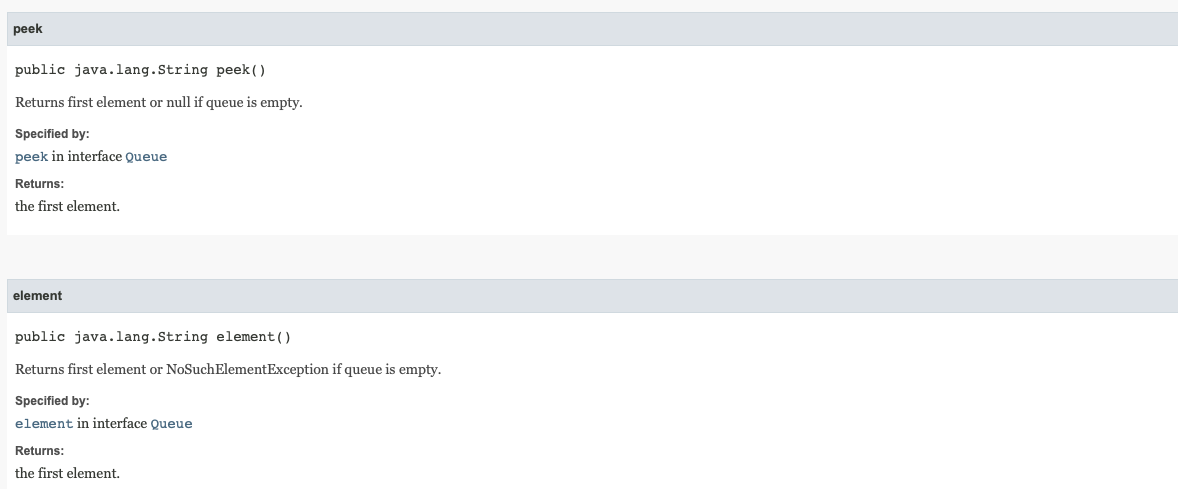 peek
public java.lang.String peek()
Returns first element or null if queue is empty.
Specified by:
peek in interface Queue
Returns:
the first element.
element
public java.lang.String element()
Returns first element or NoSuchElementException if queue is empty.
Specified by:
element in interface Queue
Returns:
the first element.